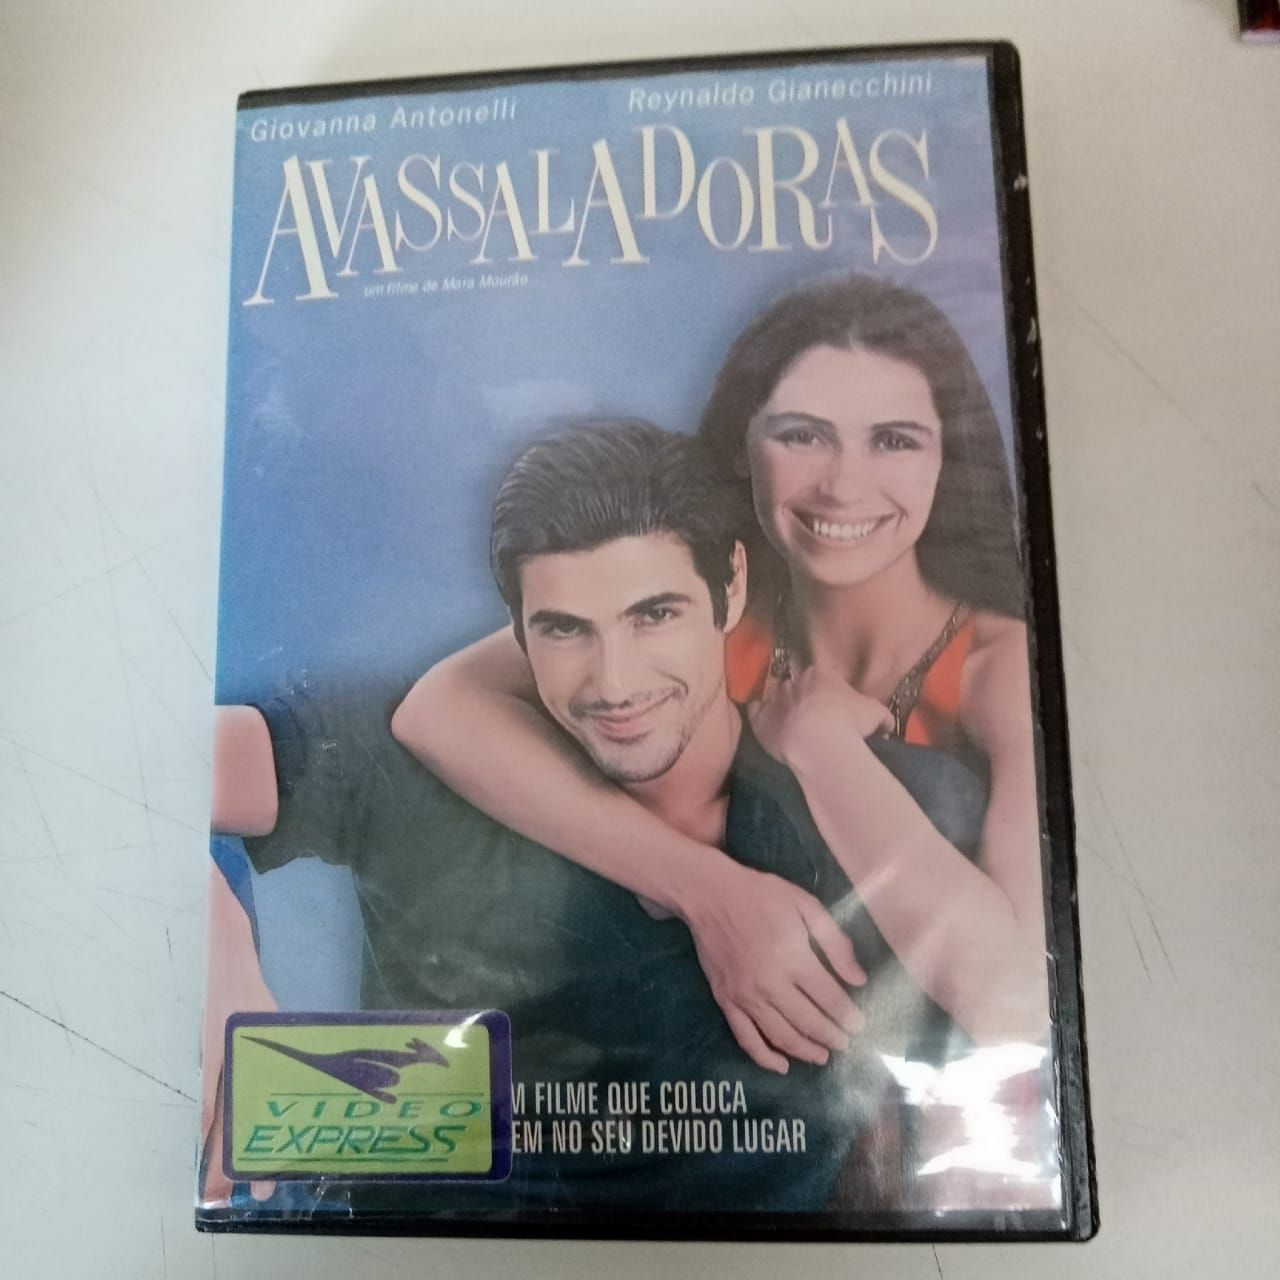 Giovanna Antonelli Reynaldo Gianecchini
AVASSALADORAS
um filme de Mara Mourão
M FILME QUE COLOCA
EM NO SEU DEVIDO LUGAR
VIDEO
EXPRESS